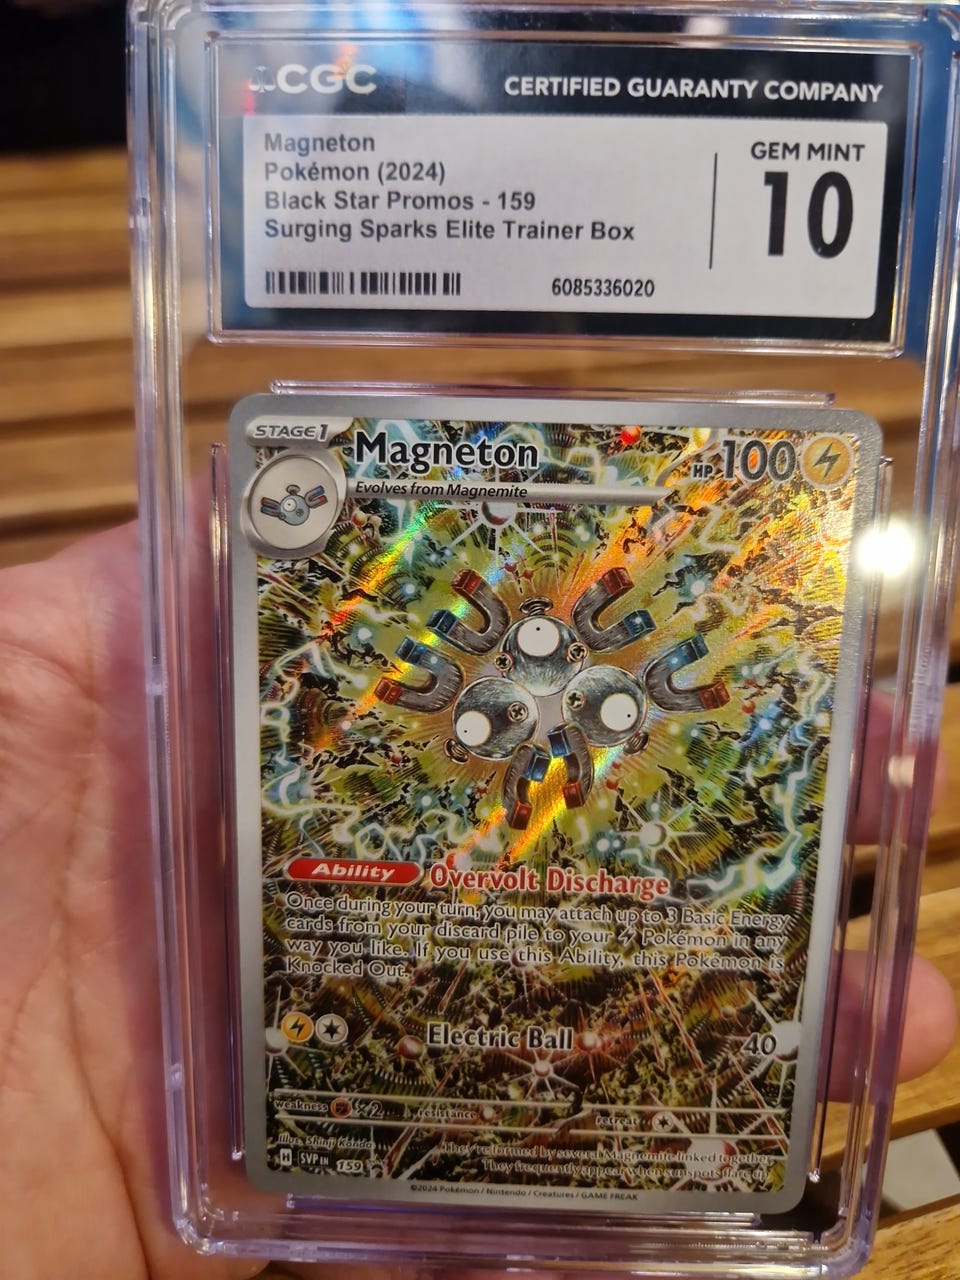 CGC
CERTIFIED GUARANTY COMPANY
Magneton
Pokémon (2024)
Black Star Promos - 159
Surging Sparks Elite Trainer Box
GEM MINT
10
6085336020
STAGE1
Magneton
HP 100
Evolves from Magnemite
Ability Overvolt Discharge
Once during your turn, you may attach up to 3 Basic Energy
cards from your discard pile to your Pokémon in any
way you like. If you use this Ability, this Pokémon is
Knocked Out.
Electric Ball 40
weakness ×2 resistance retreat
Illus. Shinji Kanda
They're formed by several Magnemite linked together.
They frequently appear when sunspots flare up.
H SVP EN 159
©2024 Pokémon / Nintendo / Creatures / GAME FREAK